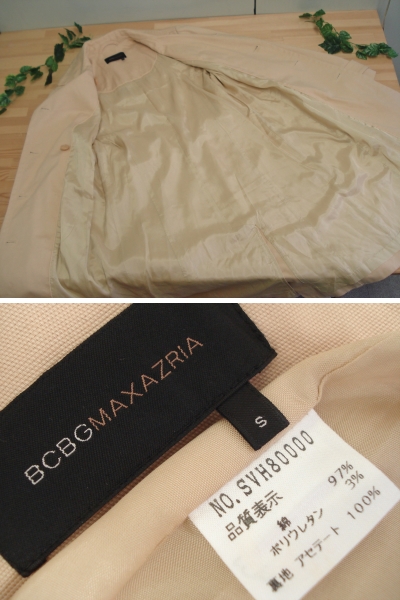 BCBGMAXAZRIA
S
NO.SVH80000
品質表示
綿 97%
ポリウレタン 3%
裏地 アセテート 100%